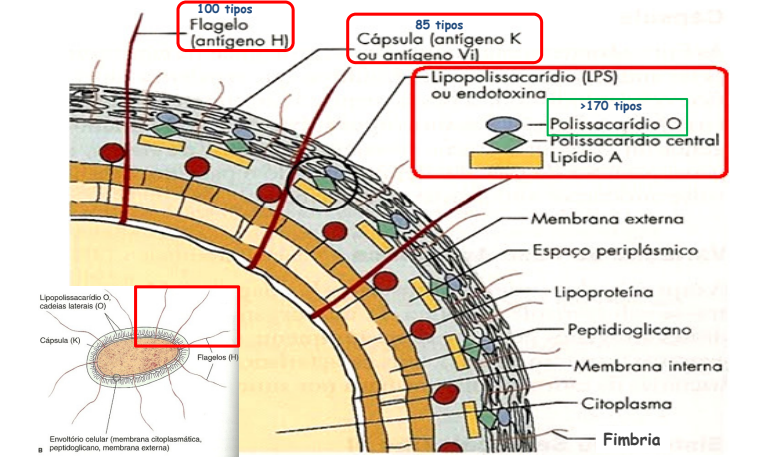 100 tipos
Flagelo
(antígeno H)
85 tipos
Cápsula (antígeno K
ou antígeno Vi)
Lipopolissacarídio (LPS)
ou endotoxina
>170 tipos
Polissacarídio O
Polissacarídio central
Lipídio A
Membrana externa
Espaço periplásmico
Lipoproteína
Peptidioglicano
Membrana interna
Citoplasma
Fimbria
Lipopolissacarídio O,
cadeias laterais (O)
Cápsula (K)
Flagelos (H)
Envoltório celular (membrana citoplasmática,
B peptidoglicano, membrana externa)